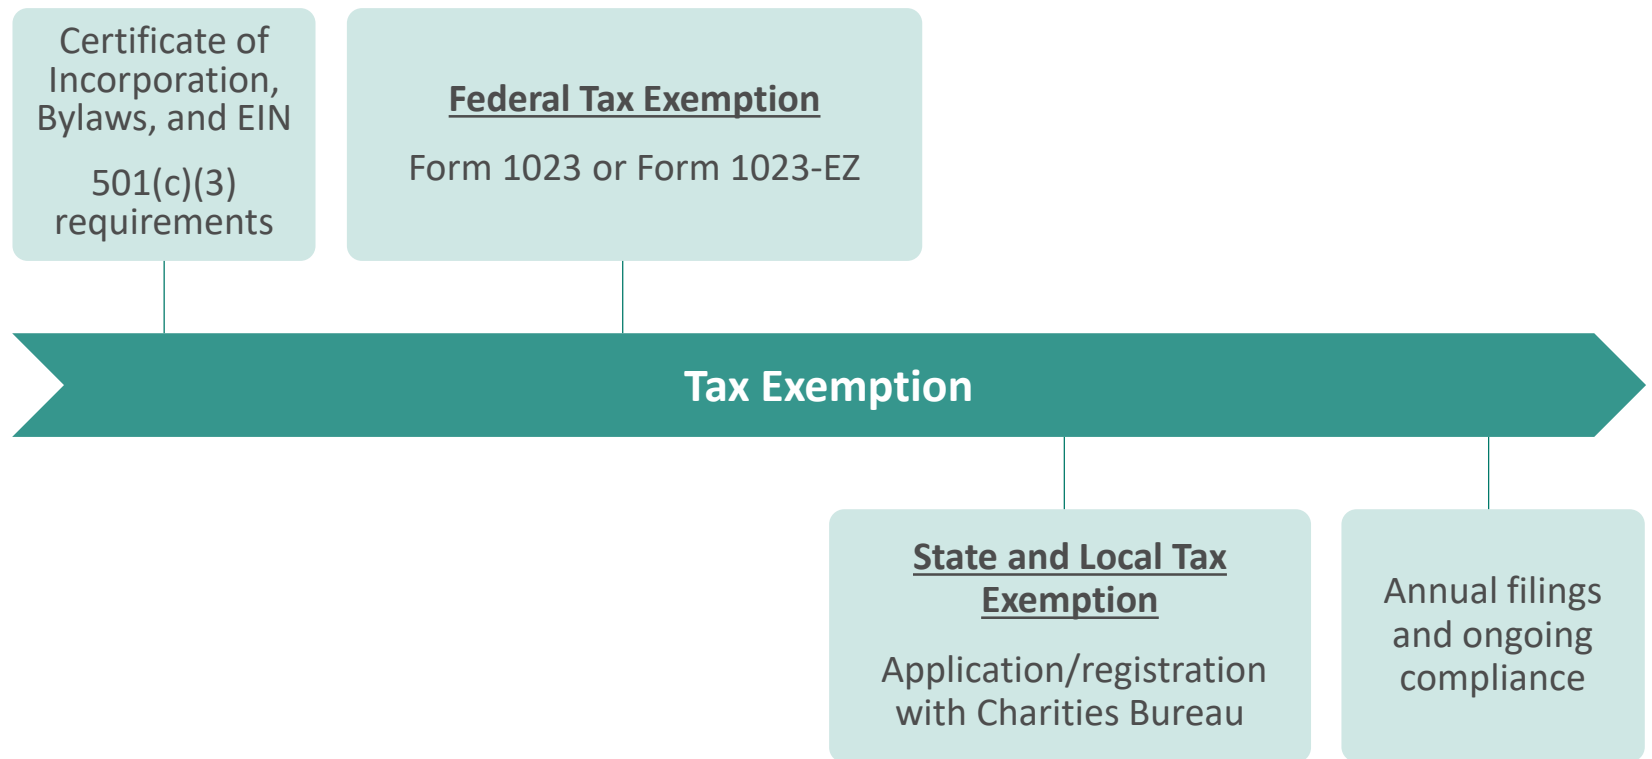 Certificate of
Incorporation,
Bylaws, and EIN
501(c)(3)
requirements
Federal Tax Exemption
Form 1023 or Form 1023-EZ
Tax Exemption
State and Local Tax
Exemption
Application/registration
with Charities Bureau
Annual filings
and ongoing
compliance